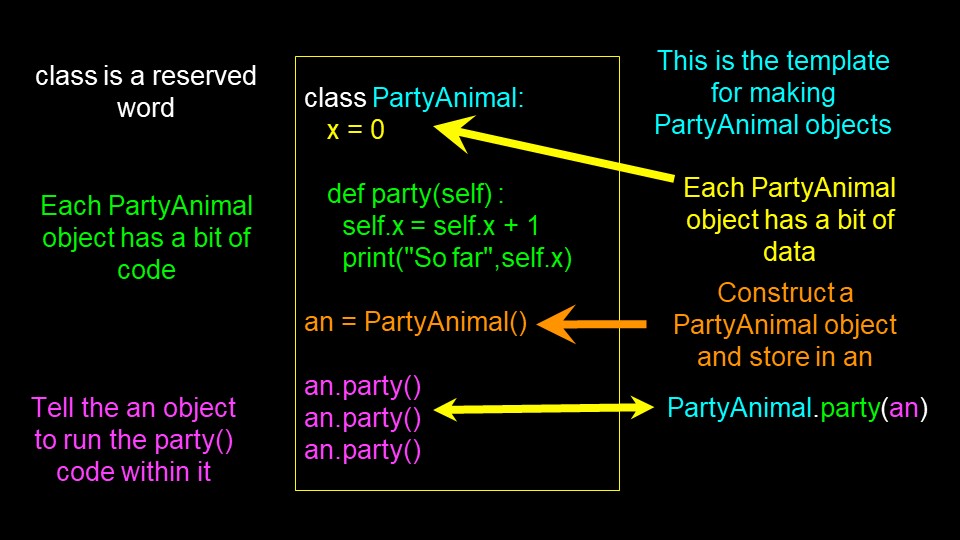 class is a reserved
word
Each PartyAnimal
object has a bit of
code
Tell the an object
to run the party()
code within it
class PartyAnimal:
x = 0
def party(self) :
self.x = self.x + 1
print("So far",self.x)
an = PartyAnimal()
an.party()
an.party()
an.party()
This is the template
for making
PartyAnimal objects
Each PartyAnimal
object has a bit of
data
Construct a
PartyAnimal object
and store in an
PartyAnimal.party(an)